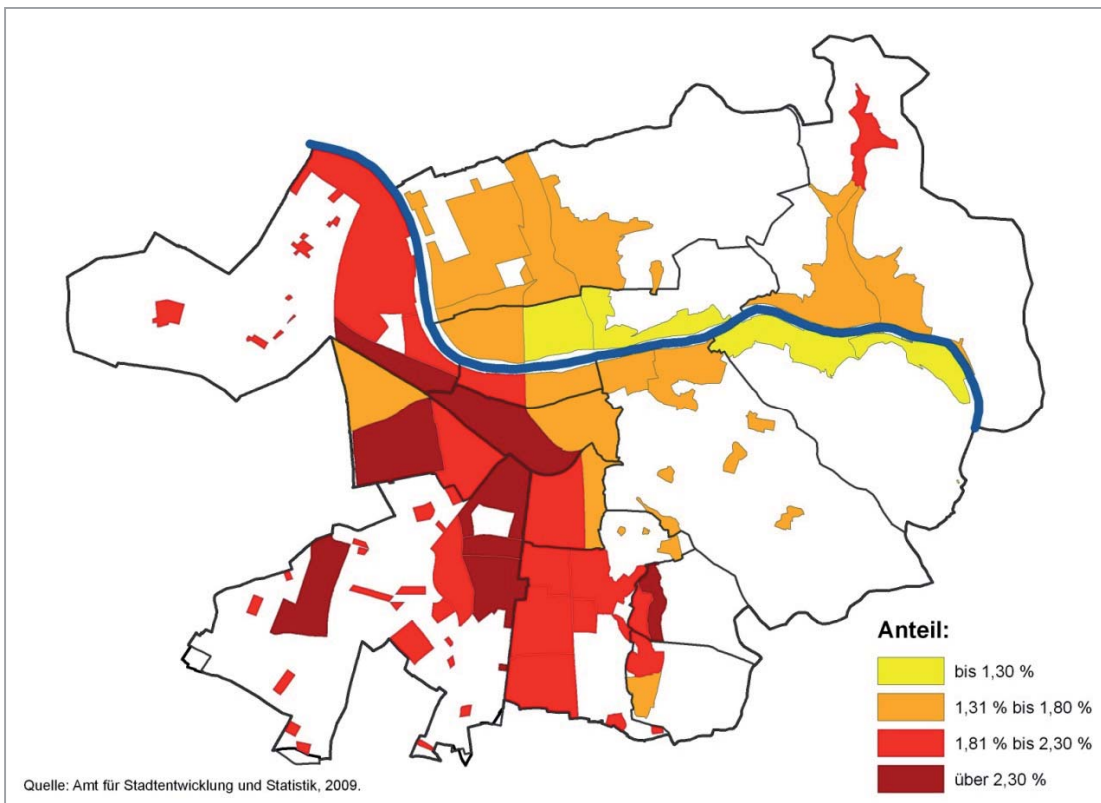 Anteil:
bis 1,30 %
1,31 % bis 1,80 %
1,81 % bis 2,30 %
über 2,30 %
Quelle: Amt für Stadtentwicklung und Statistik, 2009.